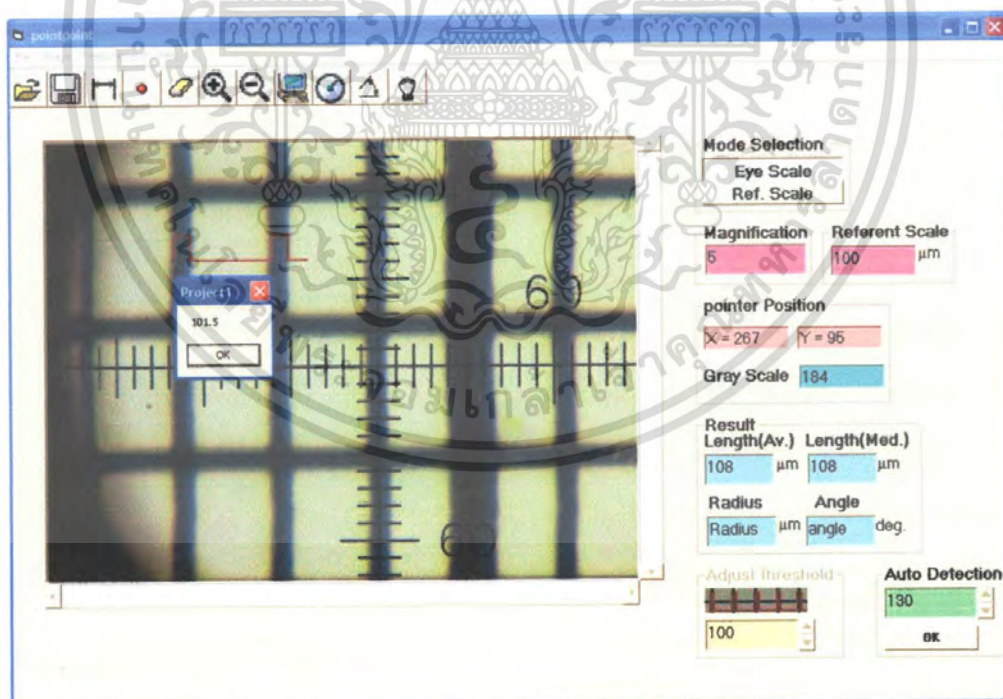 pointpoint
Mode Selection
Eye Scale
Ref. Scale
Magnification Referent Scale
5 100 µm
pointer Position
X = 267 Y = 95
Gray Scale 184
Result
Length(Av.) Length(Med.)
108 µm 108 µm
Radius Angle
Radius µm angle deg.
Adjust threshold Auto Detection
100 130
OK
Project1
101.5
OK
60
60